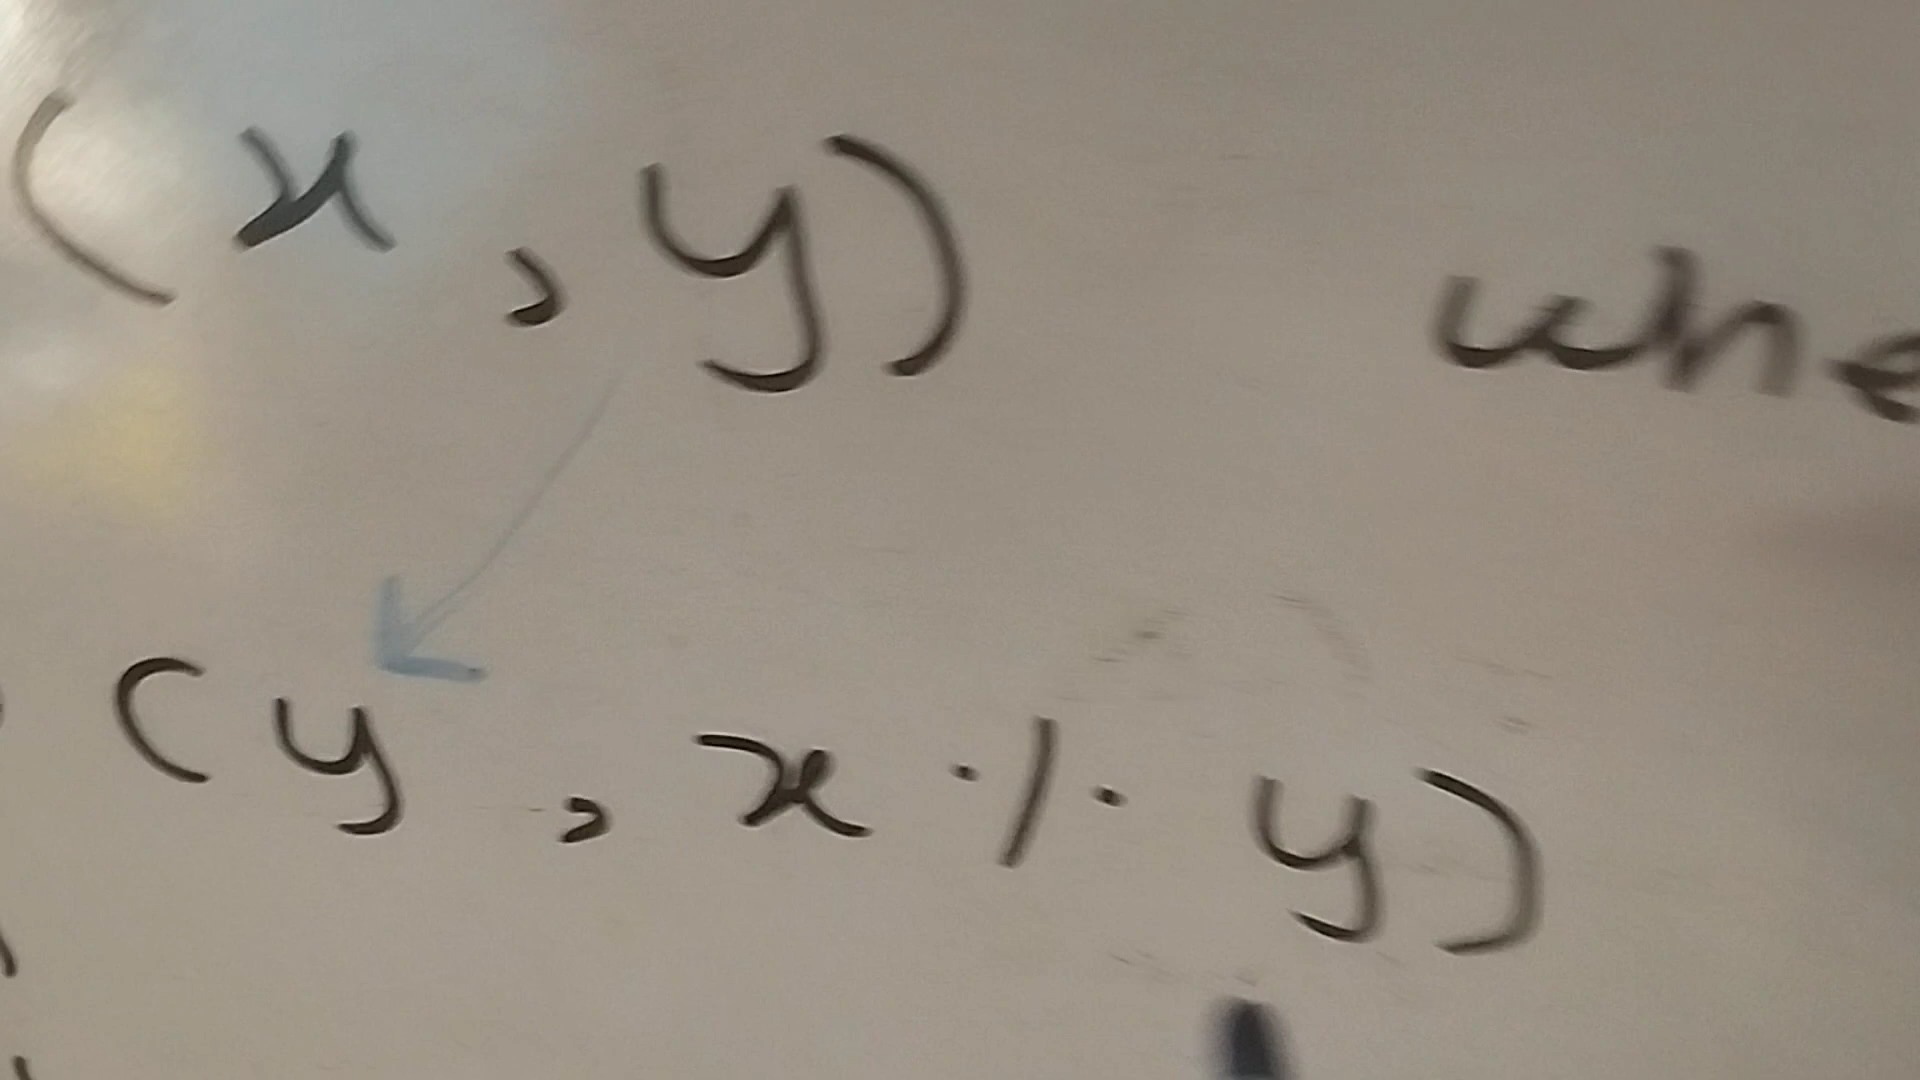 (x, y) whe
(y, x % y)